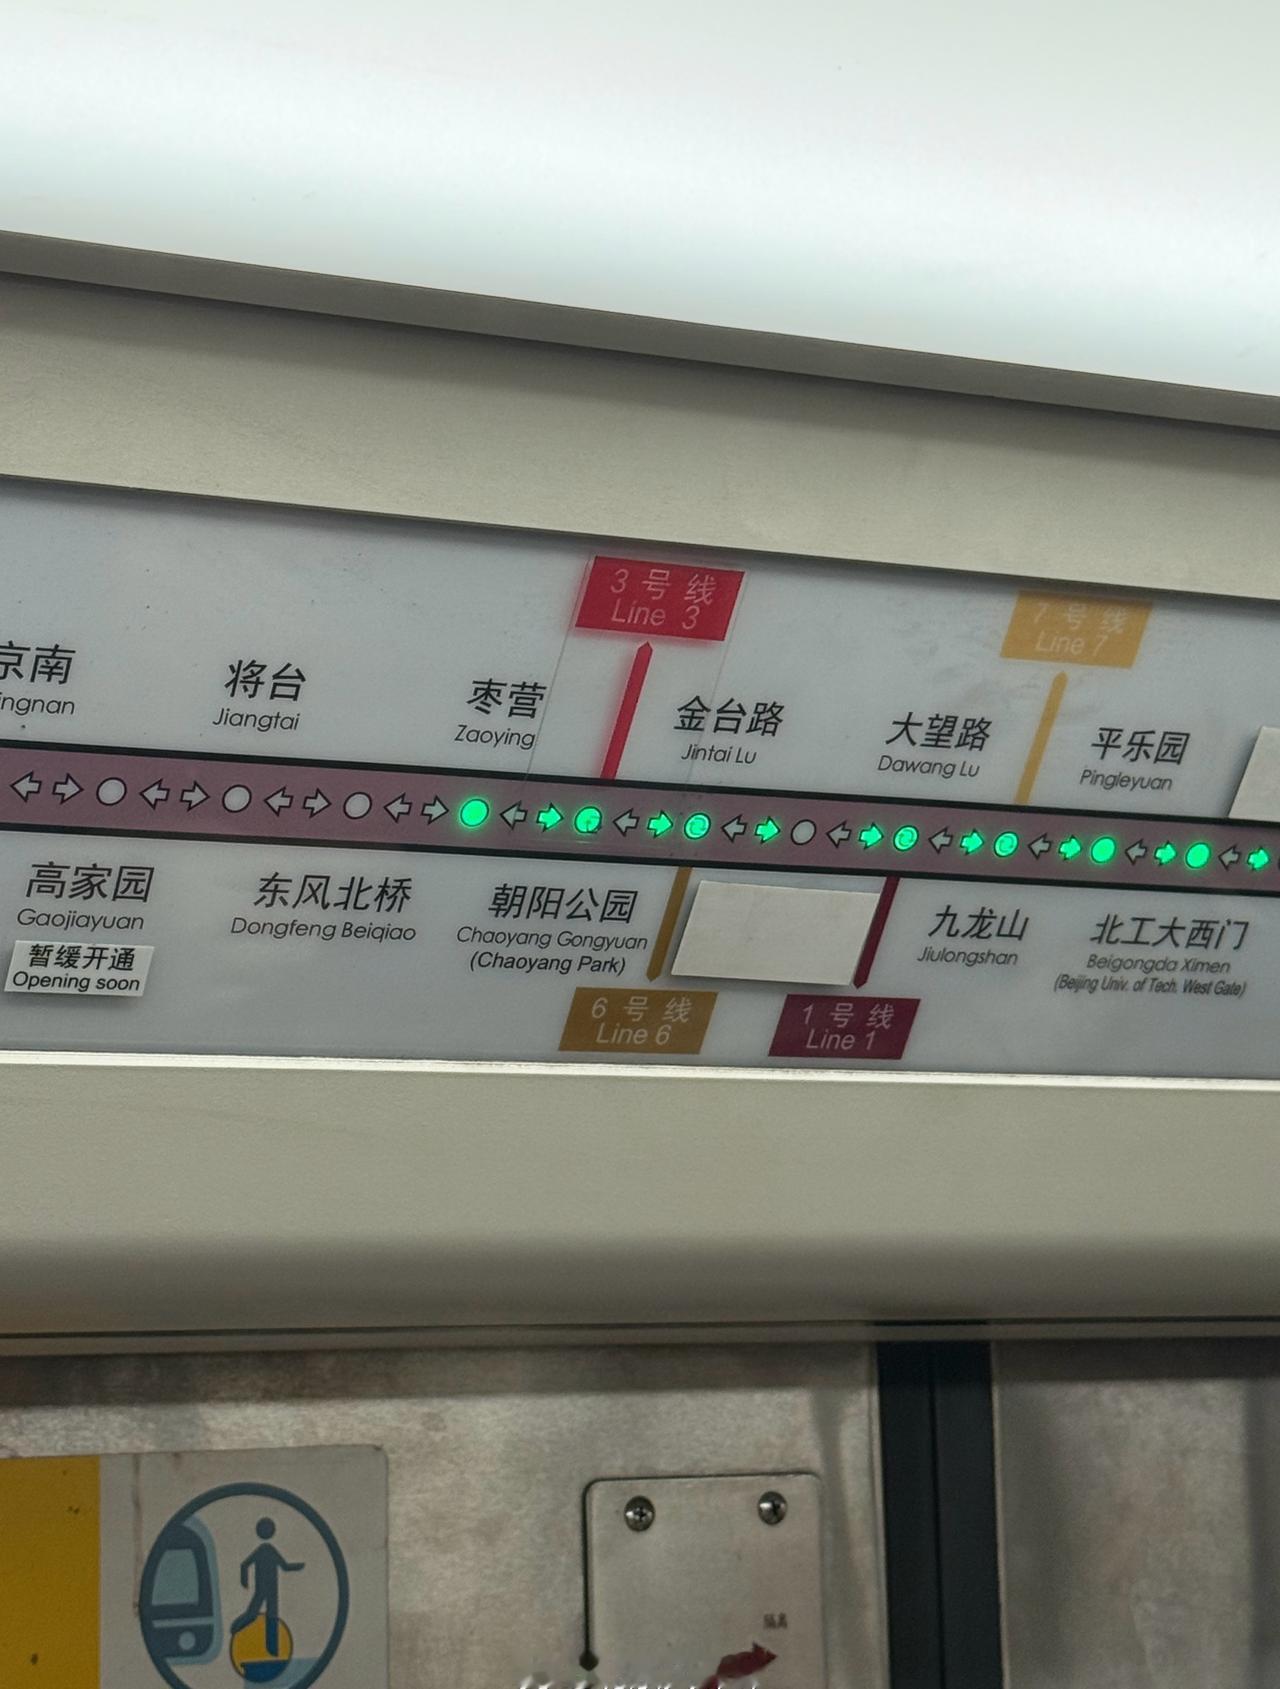 3 号 线
Line 3
7 号 线
Line 7
京南
ingnan
将台
Jiangtai
枣营
Zaoying
金台路
Jintai Lu
大望路
Dawang Lu
平乐园
Pingleyuan
高家园
Gaojiayuan
暂缓开通
Opening soon
东风北桥
Dongfeng Beiqiao
朝阳公园
Chaoyang Gongyuan
(Chaoyang Park)
九龙山
Jiulongshan
北工大西门
Beigongda Ximen
(Beijing Univ. of Tech. West Gate)
6 号 线
Line 6
1 号 线
Line 1